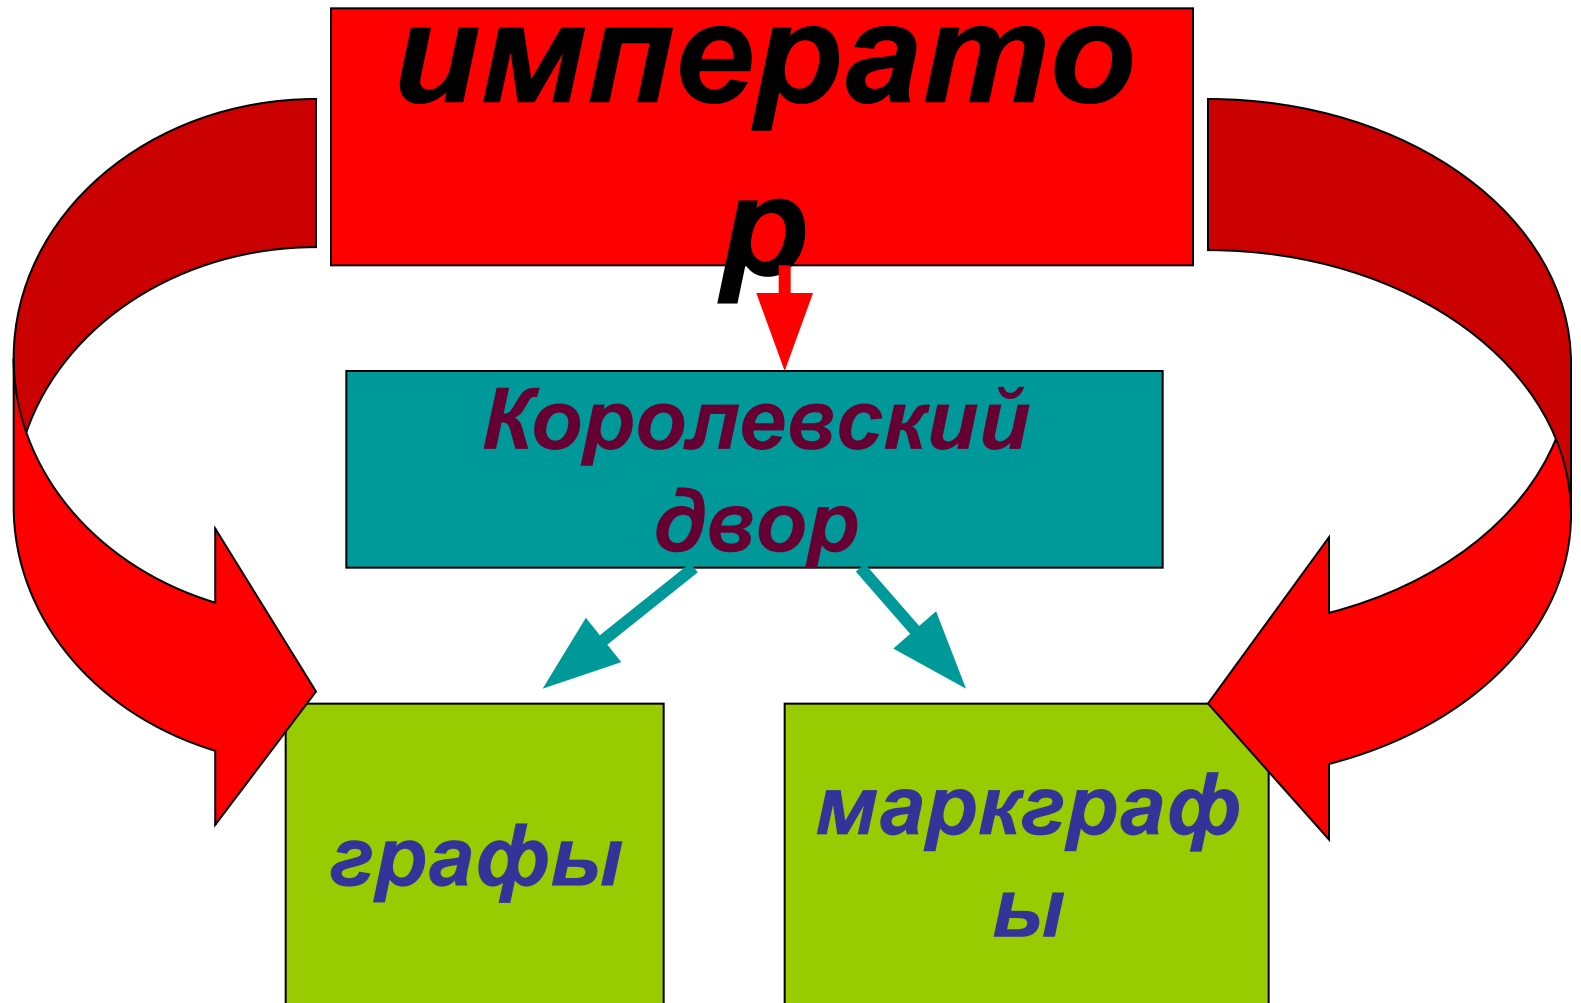 императо
р
Королевский
двор
графы
маркграф
ы